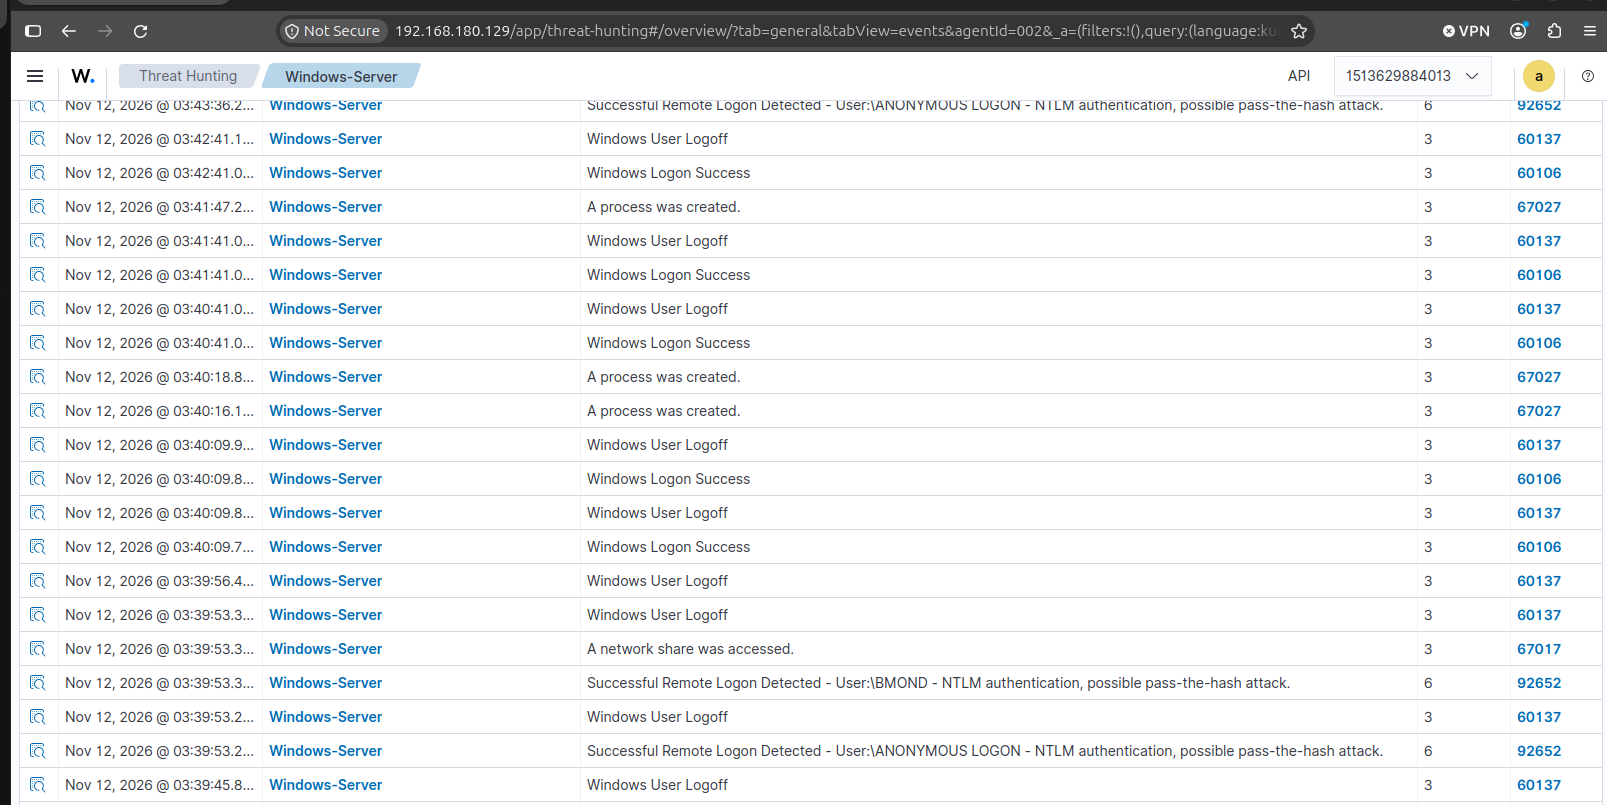 Not Secure 192.168.180.129/app/threat-hunting#/overview/?tab=general&tabView=events&agentId=002&_a=(filters:!(),query:(language:ku VPN
W. Threat Hunting Windows-Server API 1513629884013 a
Nov 12, 2026 @ 03:43:36.2... Windows-Server Successful Remote Logon Detected - User:\ANONYMOUS LOGON - NTLM authentication, possible pass-the-hash attack. 6 92652
Nov 12, 2026 @ 03:42:41.1... Windows-Server Windows User Logoff 3 60137
Nov 12, 2026 @ 03:42:41.0... Windows-Server Windows Logon Success 3 60106
Nov 12, 2026 @ 03:41:47.2... Windows-Server A process was created. 3 67027
Nov 12, 2026 @ 03:41:41.0... Windows-Server Windows User Logoff 3 60137
Nov 12, 2026 @ 03:41:41.0... Windows-Server Windows Logon Success 3 60106
Nov 12, 2026 @ 03:40:41.0... Windows-Server Windows User Logoff 3 60137
Nov 12, 2026 @ 03:40:41.0... Windows-Server Windows Logon Success 3 60106
Nov 12, 2026 @ 03:40:18.8... Windows-Server A process was created. 3 67027
Nov 12, 2026 @ 03:40:16.1... Windows-Server A process was created. 3 67027
Nov 12, 2026 @ 03:40:09.9... Windows-Server Windows User Logoff 3 60137
Nov 12, 2026 @ 03:40:09.8... Windows-Server Windows Logon Success 3 60106
Nov 12, 2026 @ 03:40:09.8... Windows-Server Windows User Logoff 3 60137
Nov 12, 2026 @ 03:40:09.7... Windows-Server Windows Logon Success 3 60106
Nov 12, 2026 @ 03:39:56.4... Windows-Server Windows User Logoff 3 60137
Nov 12, 2026 @ 03:39:53.3... Windows-Server Windows User Logoff 3 60137
Nov 12, 2026 @ 03:39:53.3... Windows-Server A network share was accessed. 3 67017
Nov 12, 2026 @ 03:39:53.3... Windows-Server Successful Remote Logon Detected - User:\BMOND - NTLM authentication, possible pass-the-hash attack. 6 92652
Nov 12, 2026 @ 03:39:53.2... Windows-Server Windows User Logoff 3 60137
Nov 12, 2026 @ 03:39:53.2... Windows-Server Successful Remote Logon Detected - User:\ANONYMOUS LOGON - NTLM authentication, possible pass-the-hash attack. 6 92652
Nov 12, 2026 @ 03:39:45.8... Windows-Server Windows User Logoff 3 60137